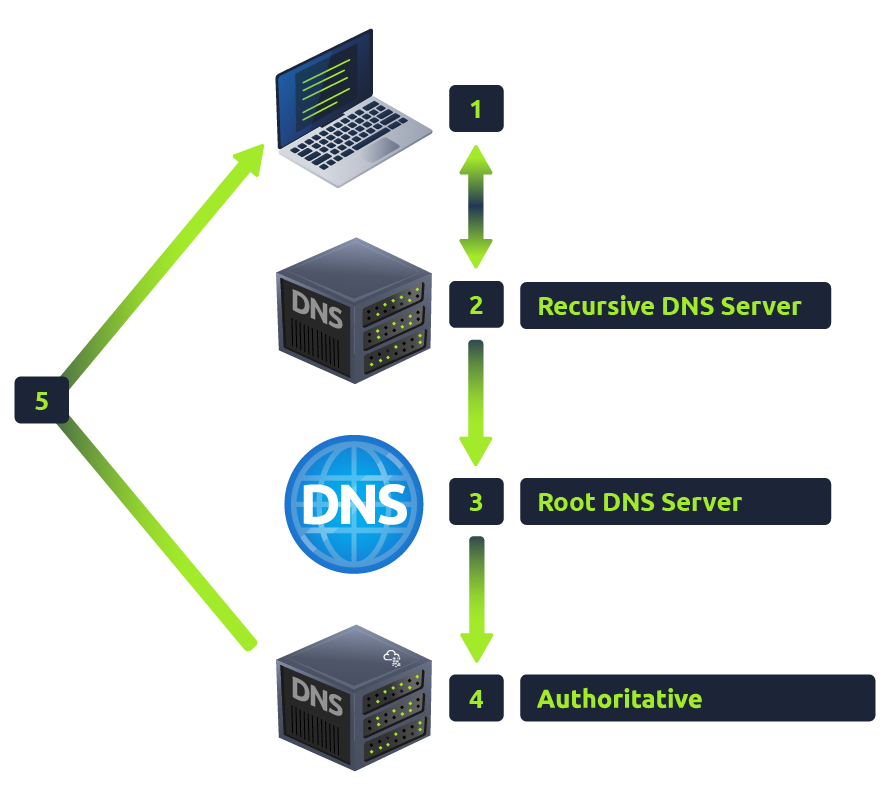 1
DNS
2
Recursive DNS Server
5
DNS
3
Root DNS Server
DNS
4
Authoritative